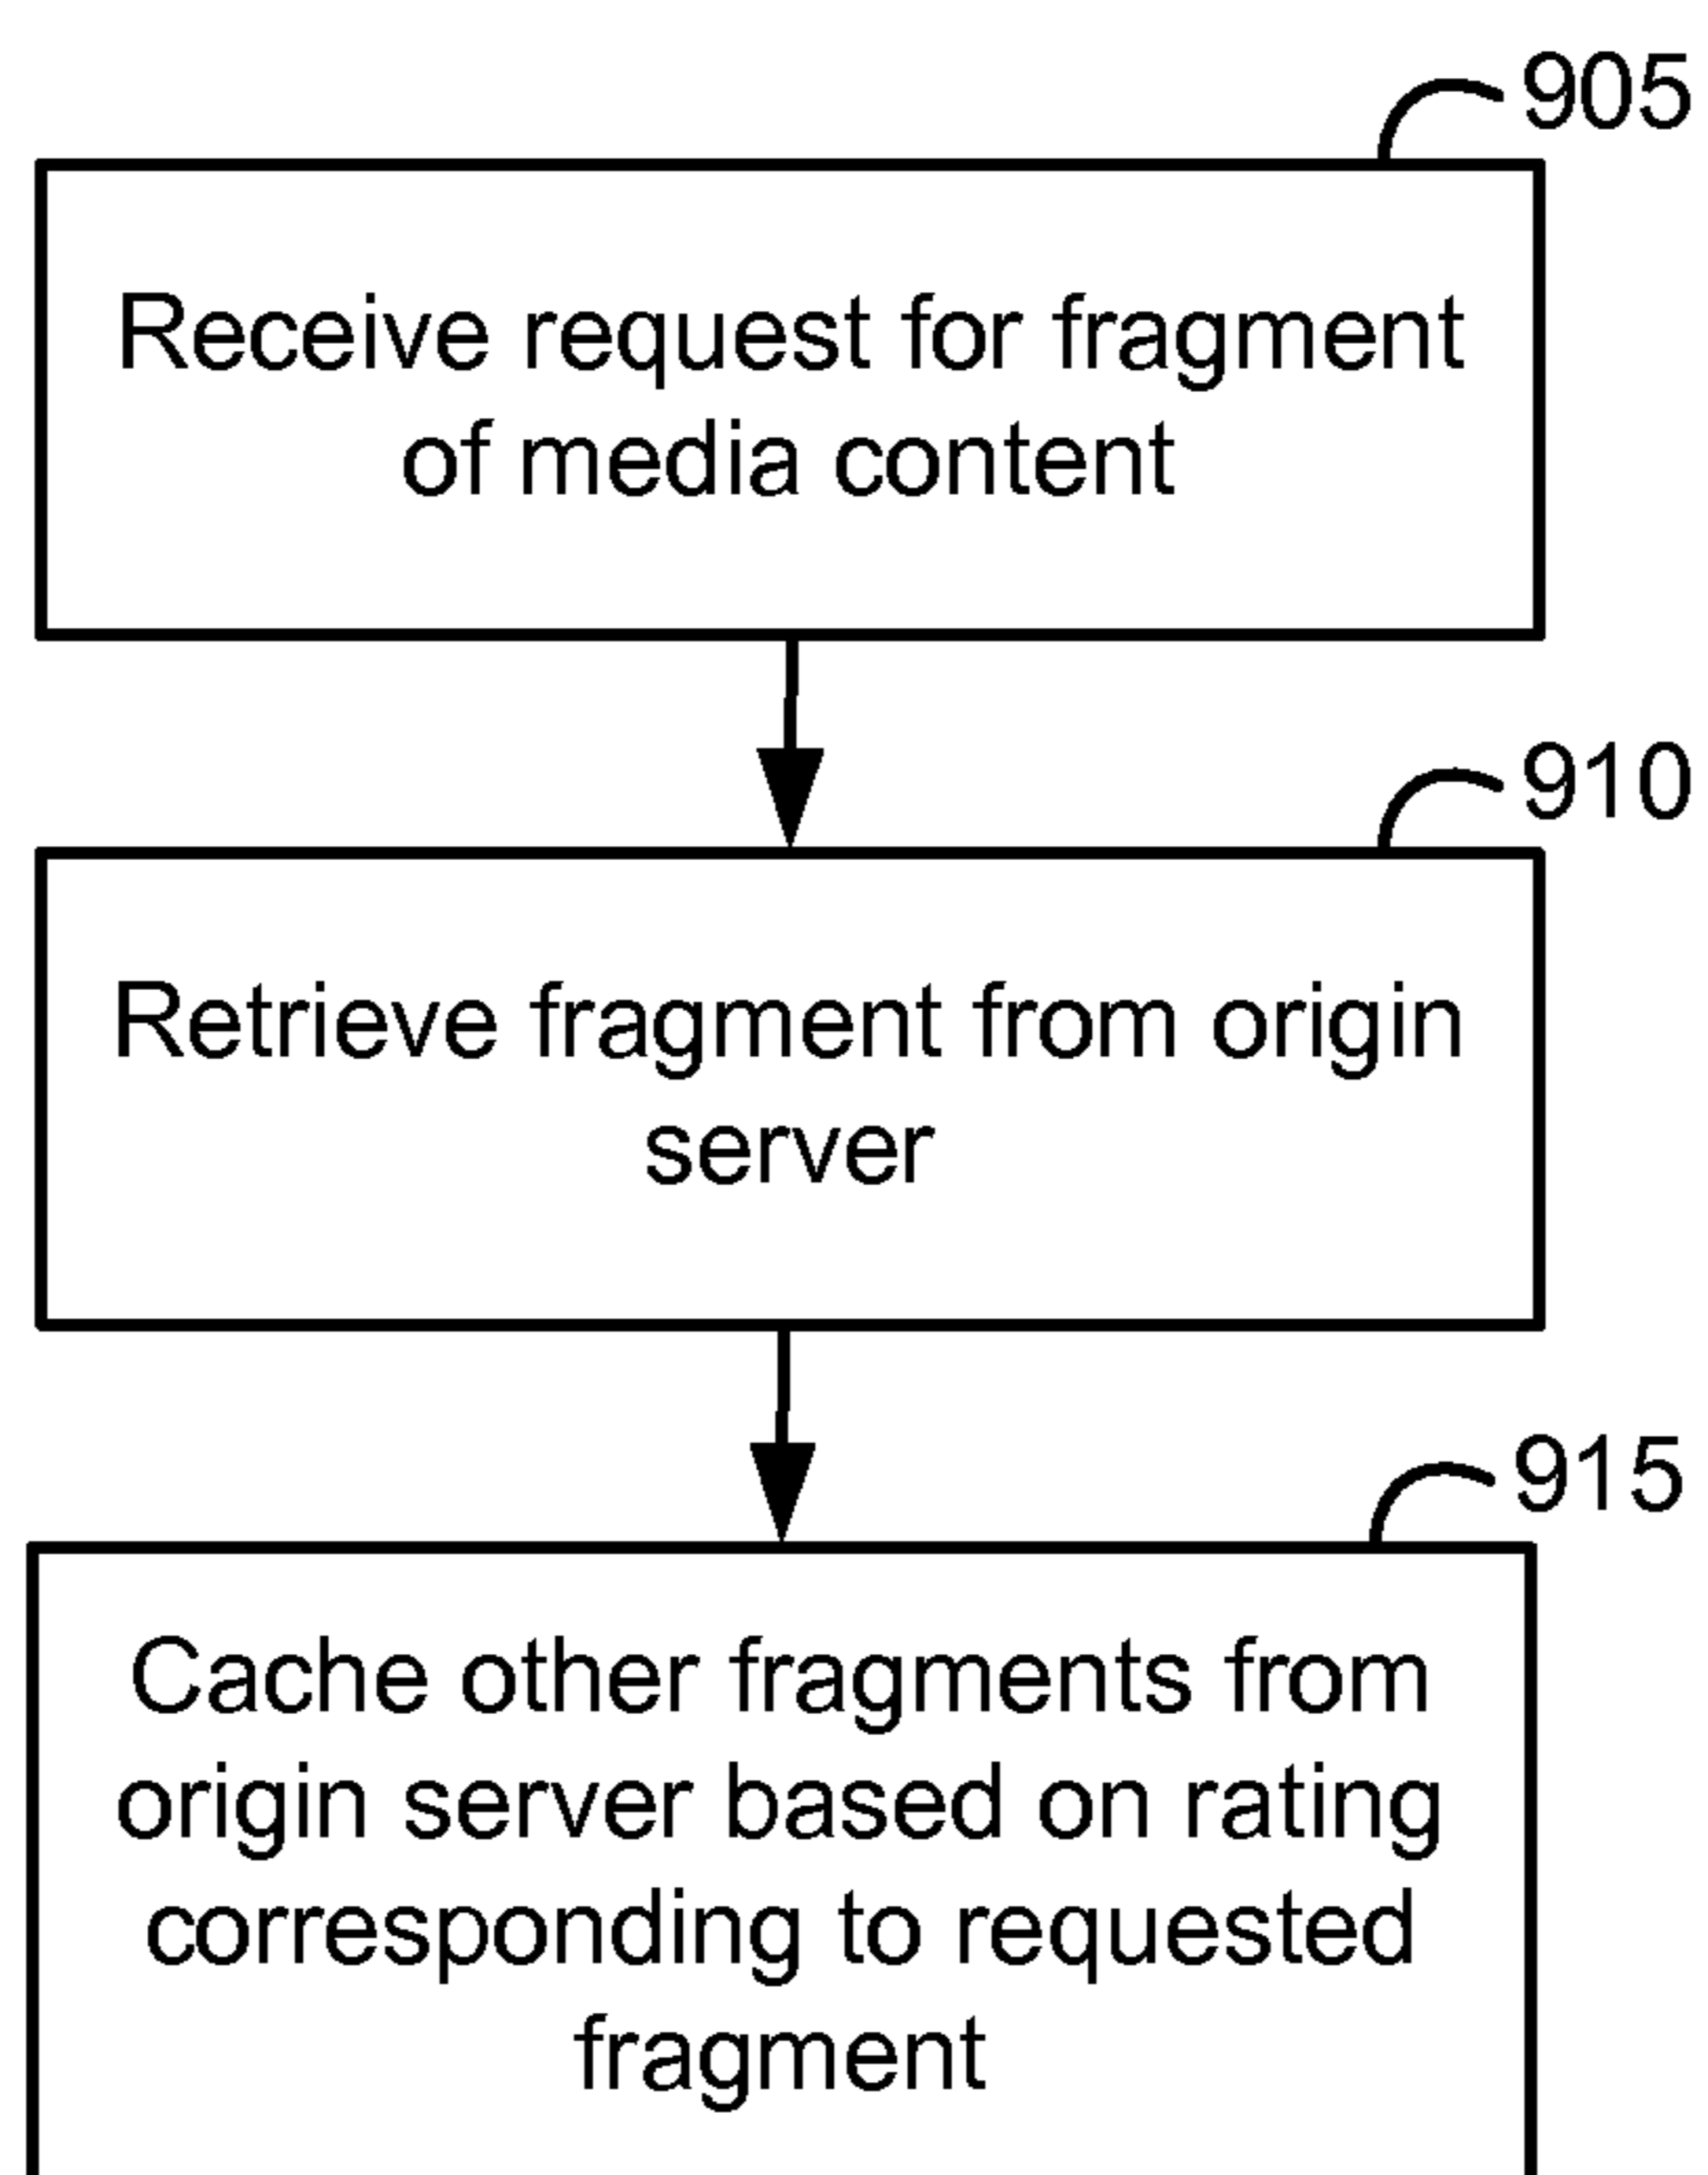 905
Receive request for fragment
of media content
910
Retrieve fragment from origin
server
915
Cache other fragments from
origin server based on rating
corresponding to requested
fragment